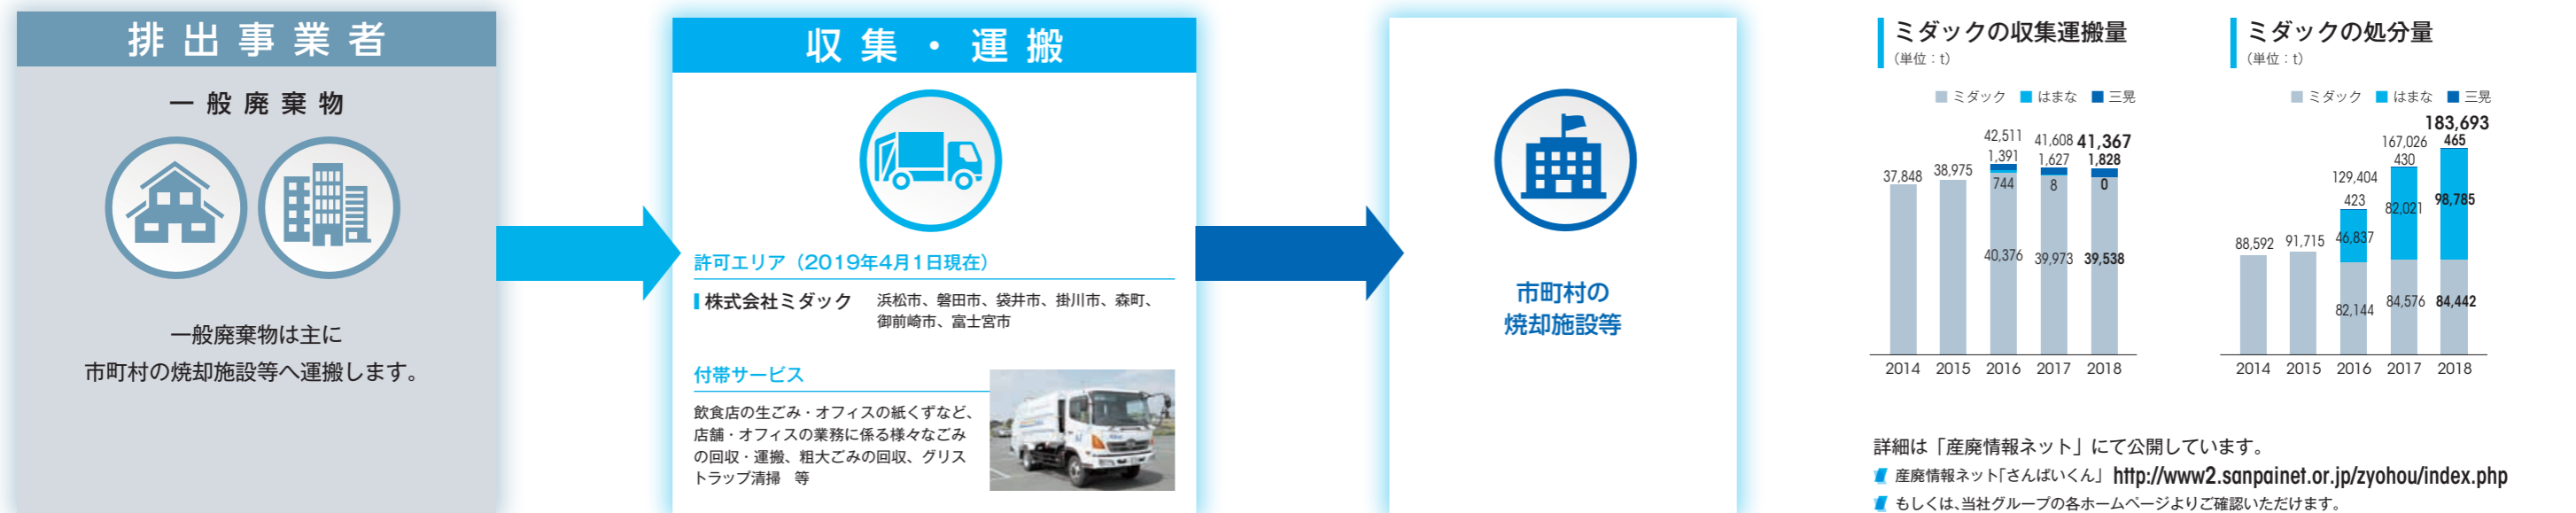 排出事業者
一般廃棄物
一般廃棄物は主に
市町村の焼却施設等へ運搬します。
収集・運搬
許可エリア（2019年4月1日現在）
株式会社ミダック 浜松市、磐田市、袋井市、掛川市、森町、
御前崎市、富士宮市
付帯サービス
飲食店の生ごみ・オフィスの紙くずなど、
店舗・オフィスの業務に係る様々なごみ
の回収・運搬、粗大ごみの回収、グリス
トラップ清掃　等
市町村の
焼却施設等
ミダックの収集運搬量
（単位：t）
ミダック はまな 三晃
37,848 38,975 42,511 41,608 41,367
1,391 1,627 1,828
744 8 0
40,376 39,973 39,538
2014 2015 2016 2017 2018
ミダックの処分量
（単位：t）
ミダック はまな 三晃
88,592 91,715 129,404 167,026 183,693
423 430 465
46,837 82,021 98,785
82,144 84,576 84,442
2014 2015 2016 2017 2018
詳細は「産廃情報ネット」にて公開しています。
産廃情報ネット「さんぱいくん」 http://www2.sanpainet.or.jp/zyohou/index.php
もしくは、当社グループの各ホームページよりご確認いただけます。